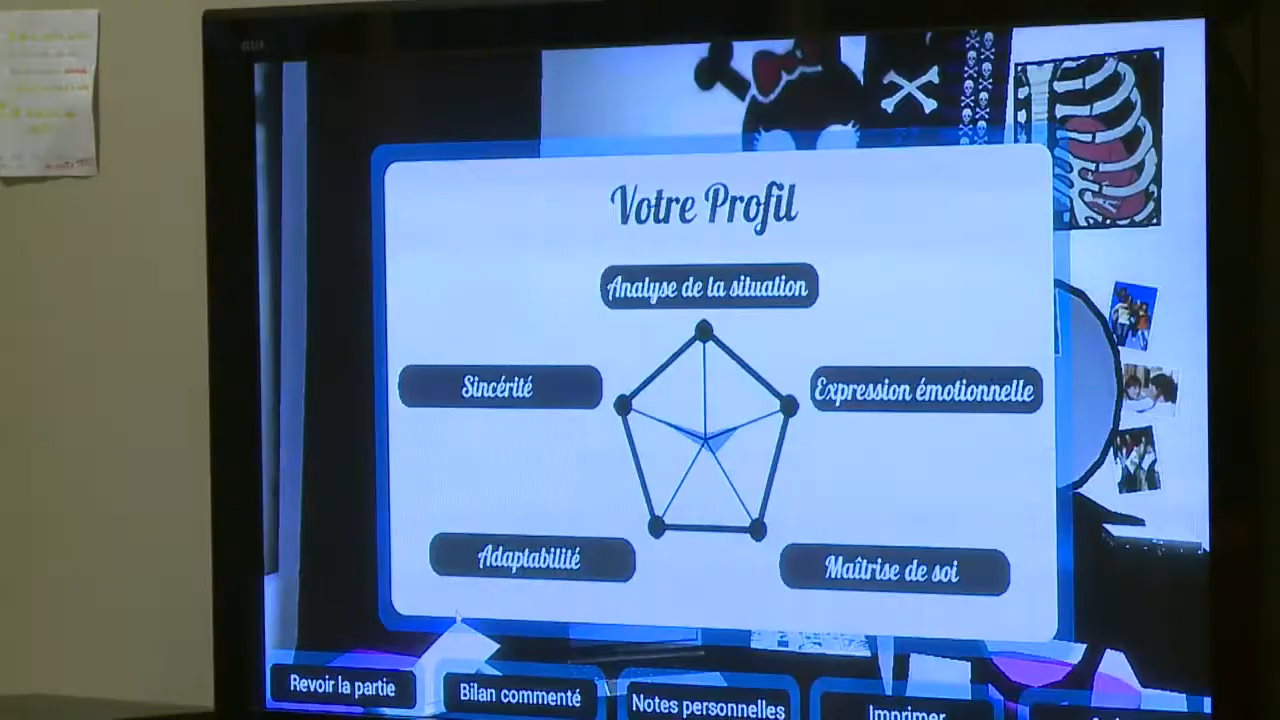 Votre Profil
Analyse de la situation
Sincérité
Expression émotionnelle
Adaptabilité
Maîtrise de soi
Revoir la partie
Bilan commenté
Notes personnelles
Imprimer